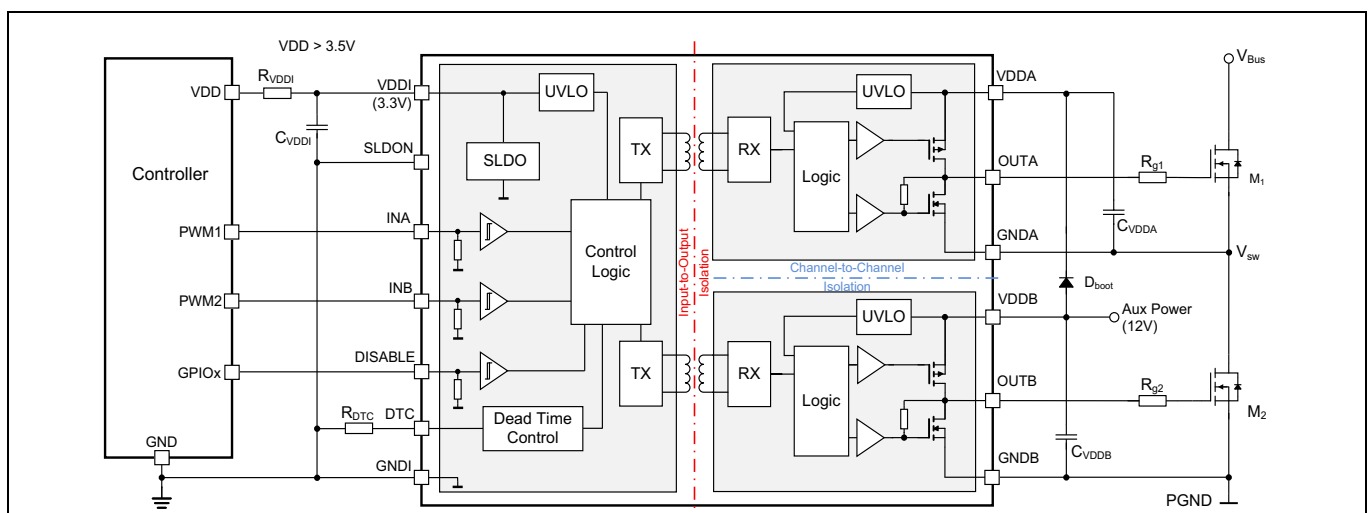 VDD > 3.5V
Controller
VDD
PWM1
PWM2
GPIOx
GND
RVDDI
CVDDI
RDTC
VDDI
(3.3V)
SLDON
INA
INB
DISABLE
DTC
GNDI
UVLO
SLDO
TX
Control
Logic
TX
Dead Time
Control
Input-to-Output
Isolation
UVLO
RX
Logic
Channel-to-Channel
Isolation
UVLO
RX
Logic
VDDA
OUTA
GNDA
VDDB
OUTB
GNDB
VBus
Rg1
M1
CVDDA
Vsw
Dboot
Aux Power
(12V)
Rg2
M2
CVDDB
PGND